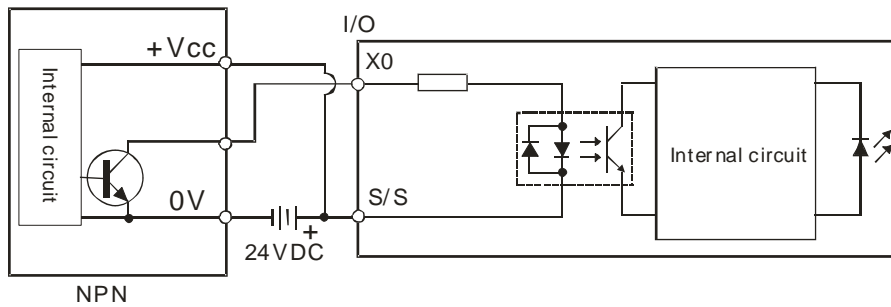 I/O
+Vcc
X0
Internal circuit
Internal circuit
0V
S/S
+
24VDC
NPN